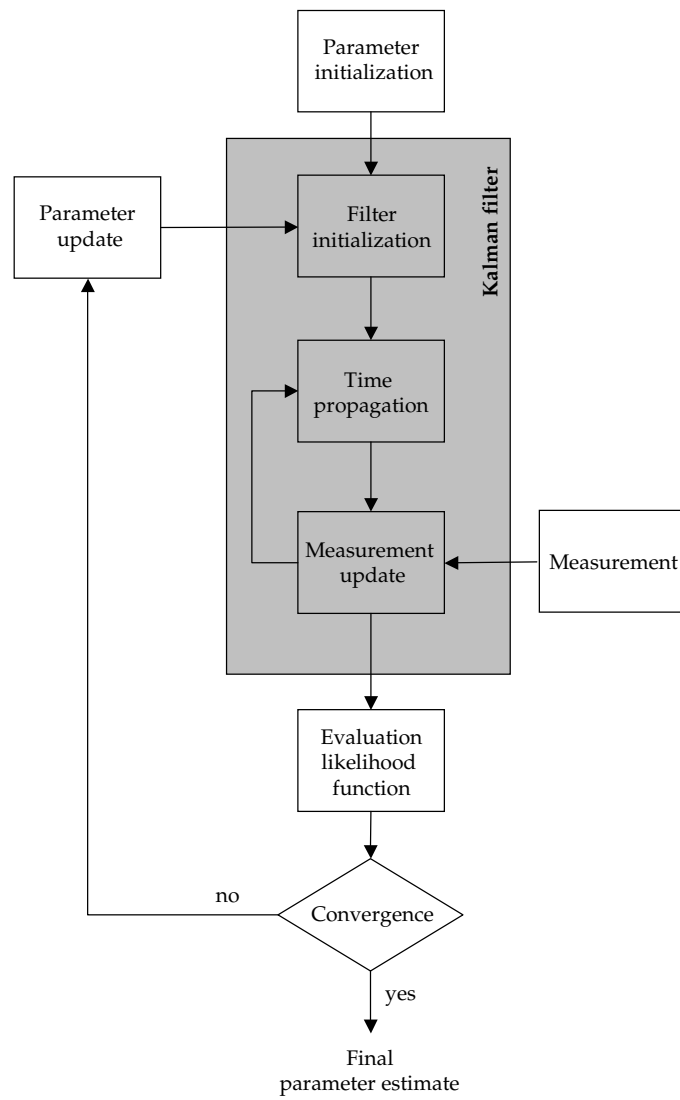 Parameter
initialization
Kalman filter
Parameter
update
Filter
initialization
Time
propagation
Measurement
update
Measurement
Evaluation
likelihood
function
no
Convergence
yes
Final
parameter estimate